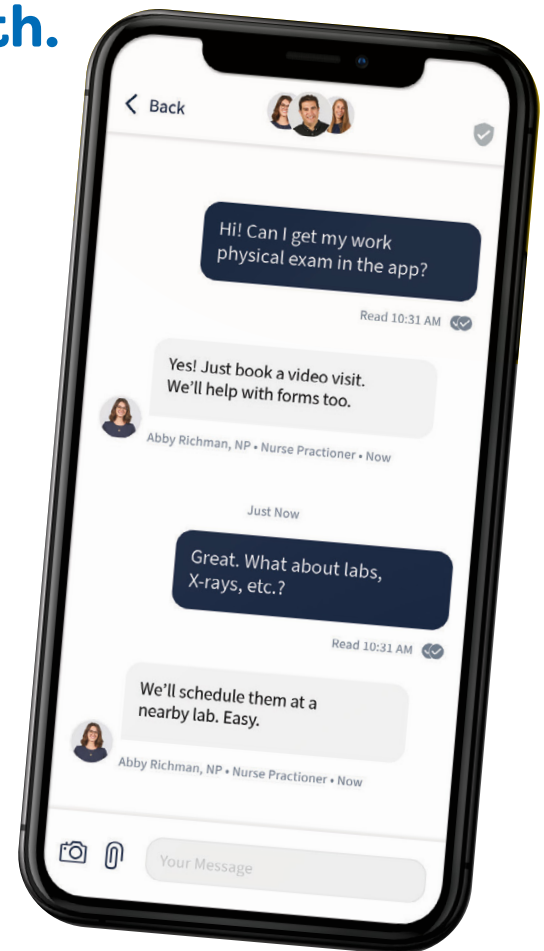 th.
Back
Hi! Can I get my work
physical exam in the app?
Read 10:31 AM
Yes! Just book a video visit.
We'll help with forms too.
Abby Richman, NP • Nurse Practioner • Now
Just Now
Great. What about labs,
X-rays, etc.?
Read 10:31 AM
We'll schedule them at a
nearby lab. Easy.
Abby Richman, NP • Nurse Practioner • Now
Your Message